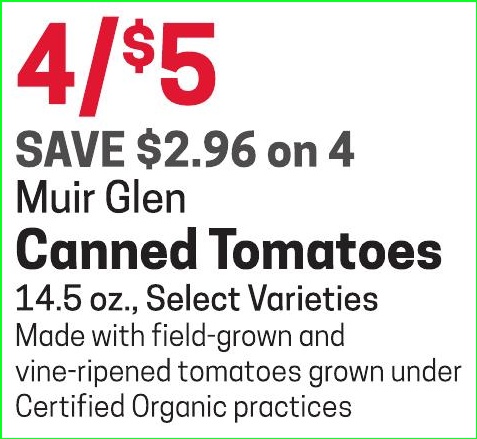 4/$5
SAVE $2.96 on 4
Muir Glen
Canned Tomatoes
14.5 oz., Select Varieties
Made with field-grown and
vine-ripened tomatoes grown under
Certified Organic practices